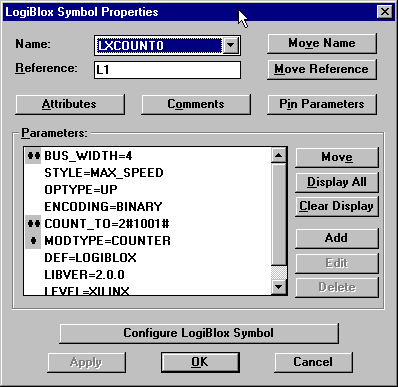 LogiBlox Symbol Properties
Name: LXCOUNT0 Move Name
Reference: L1 Move Reference
Attributes Comments Pin Parameters
Parameters:
BUS_WIDTH=4
STYLE=MAX_SPEED
OPTYPE=UP
ENCODING=BINARY
COUNT_TO=2#1001#
MODTYPE=COUNTER
DEF=LOGIBLOX
LIBVER=2.0.0
LEVEL=XILINX
Move
Display All
Clear Display
Add
Edit
Delete
Configure LogiBlox Symbol
Apply OK Cancel